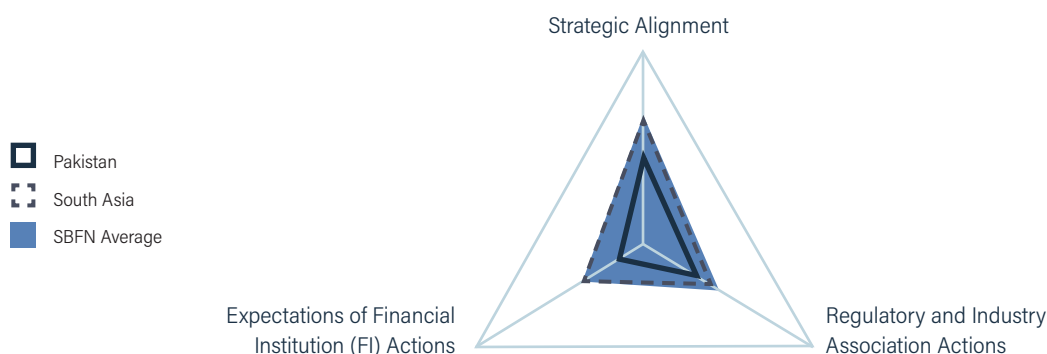 Strategic Alignment
Pakistan
South Asia
SBFN Average
Expectations of Financial
Institution (FI) Actions
Regulatory and Industry
Association Actions